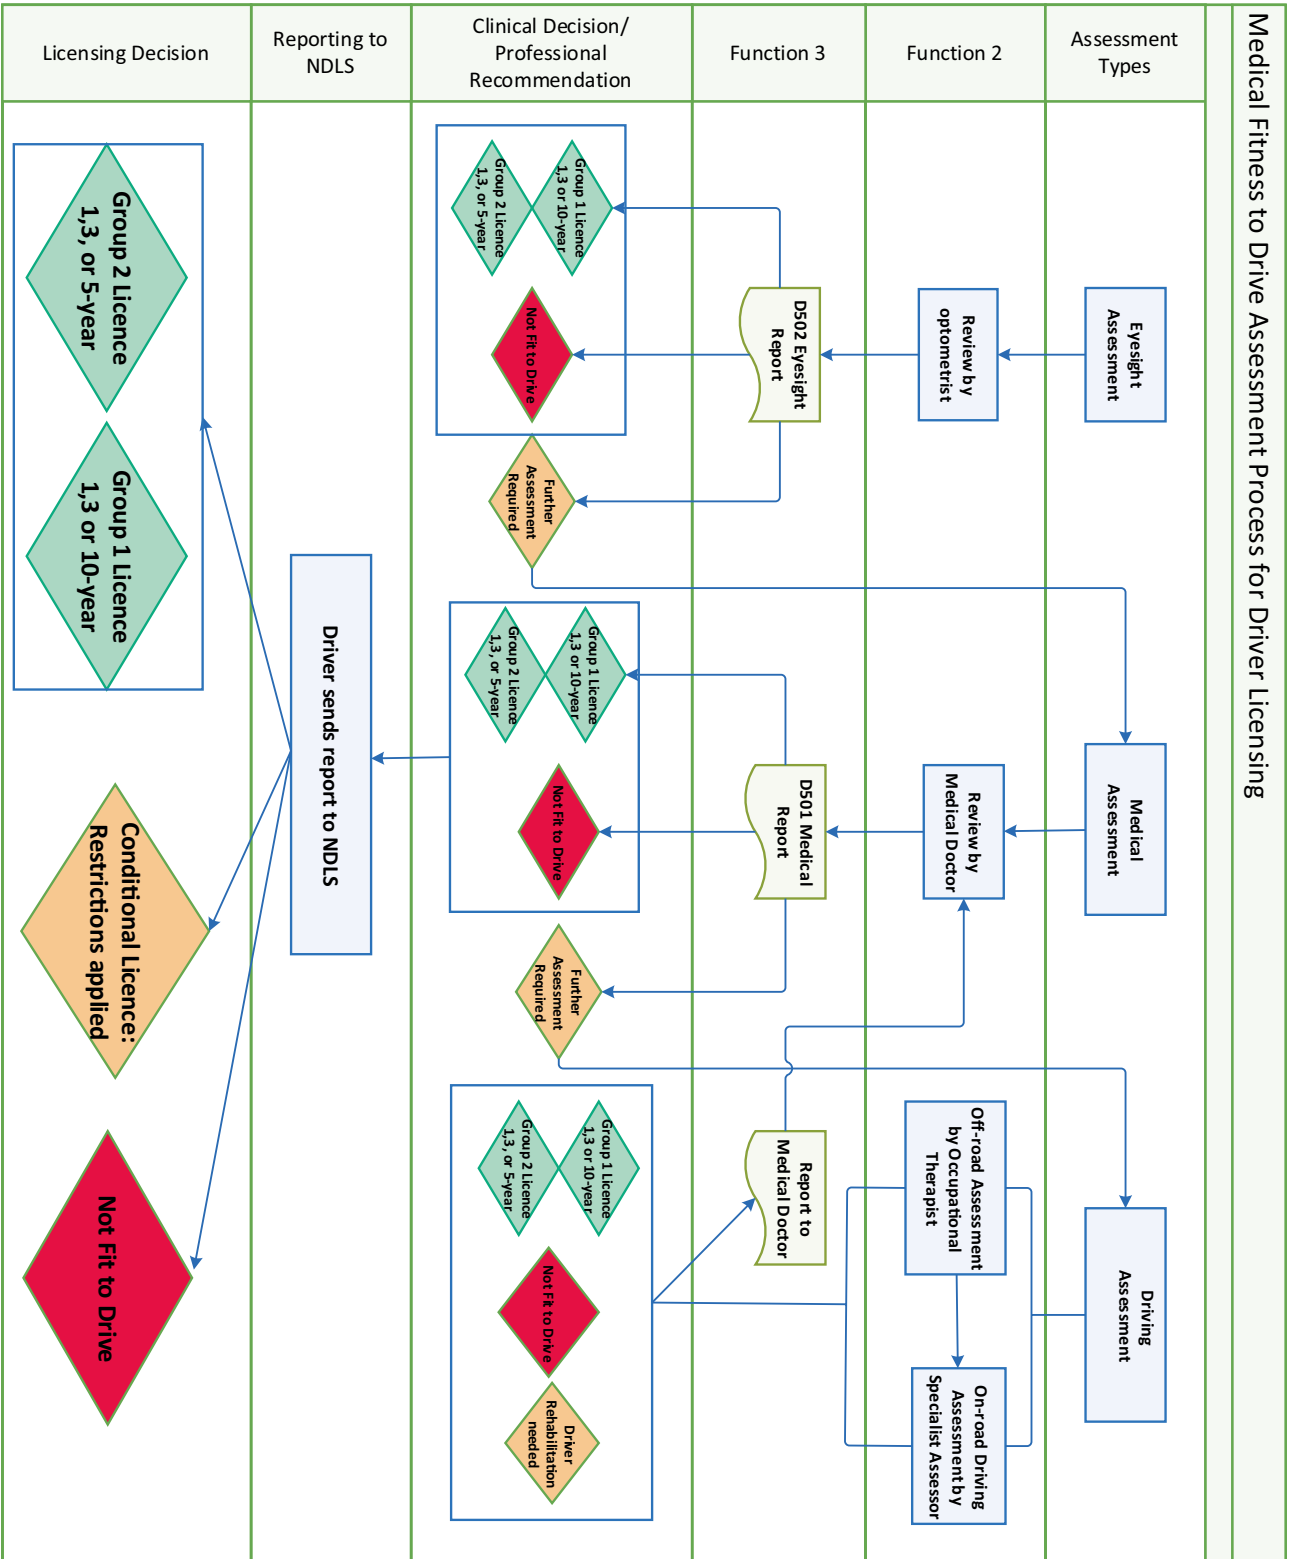 Medical Fitness to Drive Assessment Process for Driver Licensing
Licensing Decision
Reporting to
NDLS
Clinical Decision/
Professional
Recommendation
Function 3
Function 2
Assessment
Types
Eyesight
Assessment
Review by
optometrist
D502 Eyesight
Report
Group 1 Licence
1,3 or 10-year
Group 2 Licence
1,3, or 5-year
Not Fit to Drive
Further
Assessment
Required
Medical
Assessment
Review by
Medical Doctor
D501 Medical
Report
Group 1 Licence
1,3 or 10-year
Group 2 Licence
1,3, or 5-year
Not Fit to Drive
Further
Assessment
Required
Driving
Assessment
Off-road Assessment
by Occupational
Therapist
On-road Driving
Assessment by
Specialist Assessor
Report to
Medical Doctor
Group 1 Licence
1,3 or 10-year
Group 2 Licence
1,3, or 5-year
Not Fit to Drive
Driver
Rehabilitation
needed
Driver sends report to NDLS
Group 2 Licence
1,3, or 5-year
Group 1 Licence
1,3 or 10-year
Conditional Licence:
Restrictions applied
Not Fit to Drive